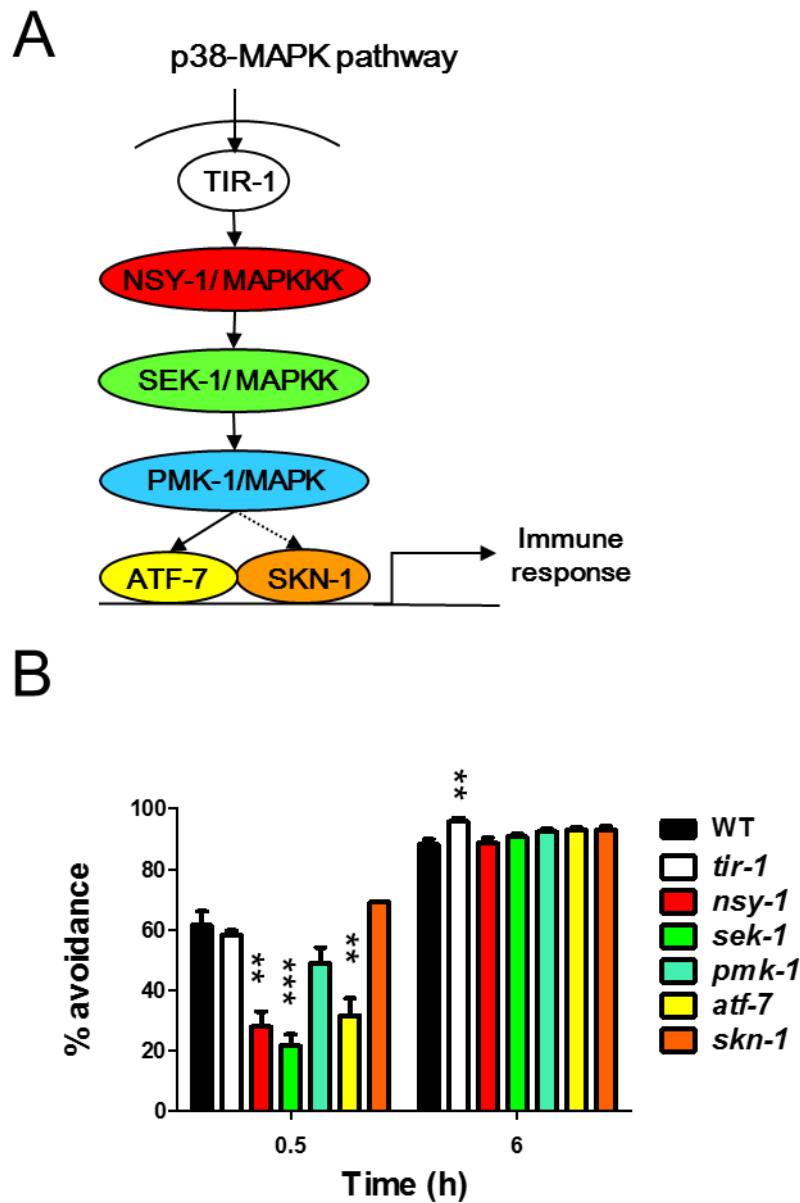 A
p38-MAPK pathway
TIR-1
NSY-1/MAPKKK
SEK-1/MAPKK
PMK-1/MAPK
ATF-7
SKN-1
Immune
response
B
% avoidance
100
80
60
40
20
0
**
***
**
**
0.5
6
Time (h)
WT
tir-1
nsy-1
sek-1
pmk-1
atf-7
skn-1